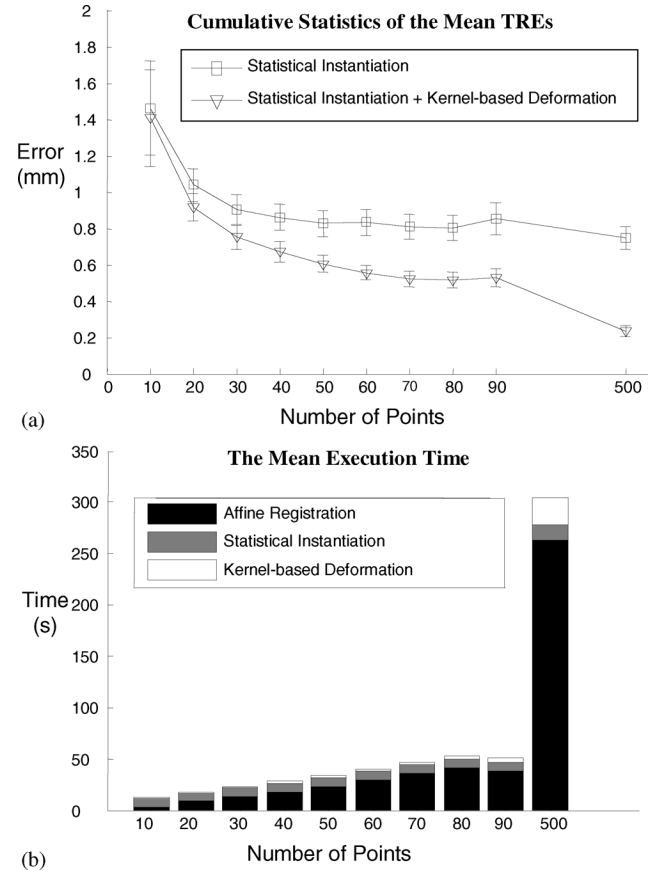 Cumulative Statistics of the Mean TREs
Statistical Instantiation
Statistical Instantiation + Kernel-based Deformation
Error
(mm)
2
1.8
1.6
1.4
1.2
1
0.8
0.6
0.4
0.2
0
0 10 20 30 40 50 60 70 80 90 500
Number of Points
(a)
The Mean Execution Time
Affine Registration
Statistical Instantiation
Kernel-based Deformation
Time
(s)
350
300
250
200
150
100
50
0
10 20 30 40 50 60 70 80 90 500
Number of Points
(b)